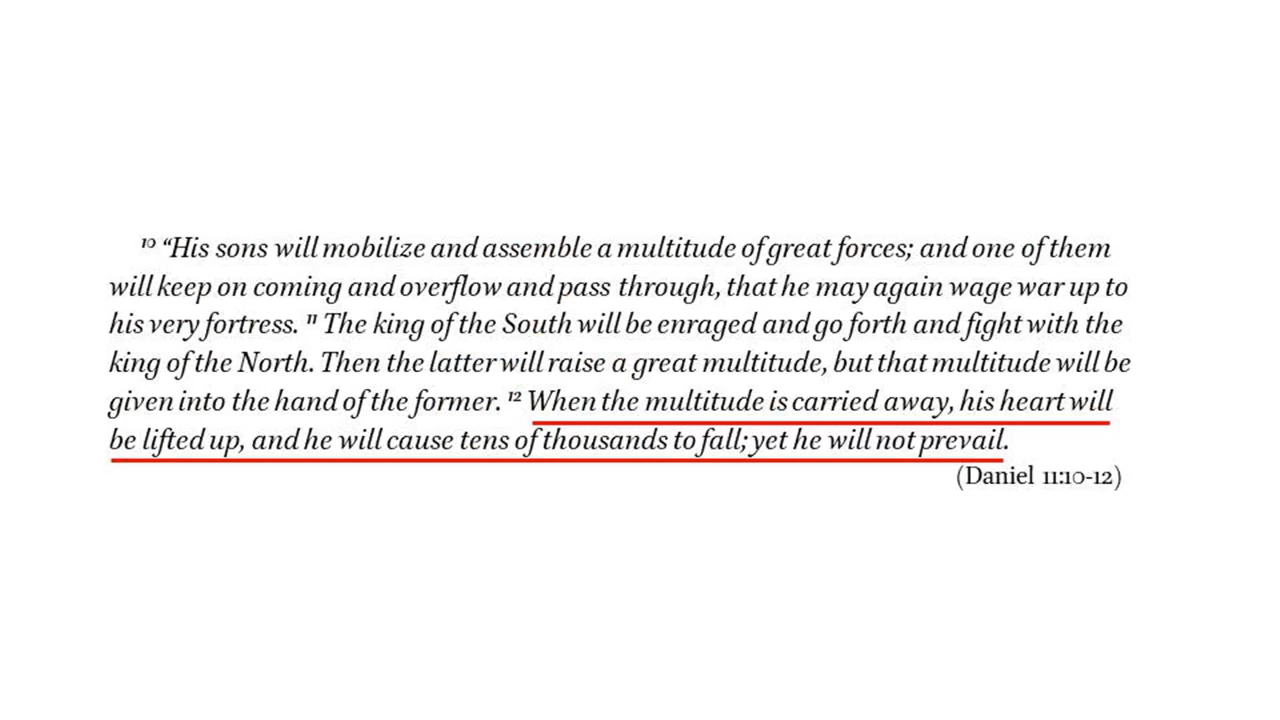 ¹⁰ “His sons will mobilize and assemble a multitude of great forces; and one of them
will keep on coming and overflow and pass through, that he may again wage war up to
his very fortress. ¹¹ The king of the South will be enraged and go forth and fight with the
king of the North. Then the latter will raise a great multitude, but that multitude will be
given into the hand of the former. ¹² When the multitude is carried away, his heart will
be lifted up, and he will cause tens of thousands to fall; yet he will not prevail.
(Daniel 11:10-12)